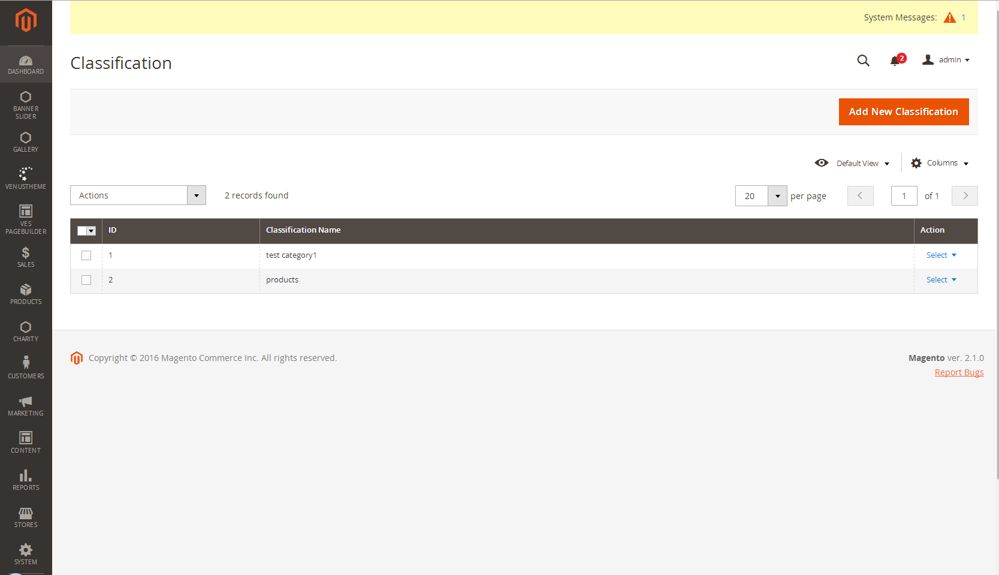 System Messages: 1
Classification
2
admin
Add New Classification
Default View
Columns
Actions
2 records found
20 per page
1 of 1
ID Classification Name Action
1 test category1 Select
2 products Select
Copyright © 2016 Magento Commerce Inc. All rights reserved.
Magento ver. 2.1.0
Report Bugs
DASHBOARD
BANNER
SLIDER
GALLERY
VENUSTHEME
VES
PAGEBUILDER
SALES
PRODUCTS
CHARITY
CUSTOMERS
MARKETING
CONTENT
REPORTS
STORES
SYSTEM